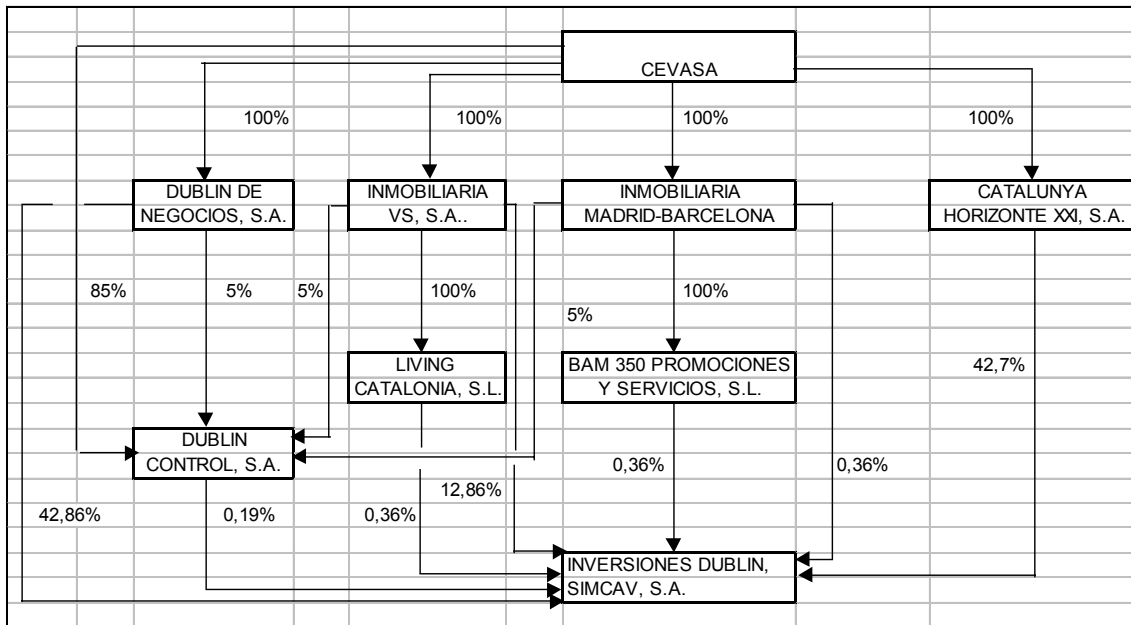 CEVASA
100%
100%
100%
100%
DUBLIN DE
NEGOCIOS, S.A.
INMOBILIARIA
VS, S.A..
INMOBILIARIA
MADRID-BARCELONA
CATALUNYA
HORIZONTE XXI, S.A.
85%
5%
5%
100%
100%
5%
LIVING
CATALONIA, S.L.
BAM 350 PROMOCIONES
Y SERVICIOS, S.L.
42,7%
DUBLIN
CONTROL, S.A.
0,36%
0,36%
12,86%
42,86%
0,19%
0,36%
INVERSIONES DUBLIN,
SIMCAV, S.A.